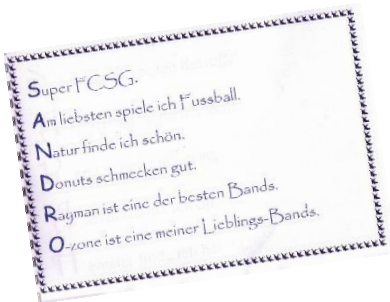 Super FCSG.
Am liebsten spiele ich Fussball.
Natur finde ich schön.
Donuts schmecken gut.
Rayman ist eine der besten Bands.
O-zone ist eine meiner Lieblings-Bands.